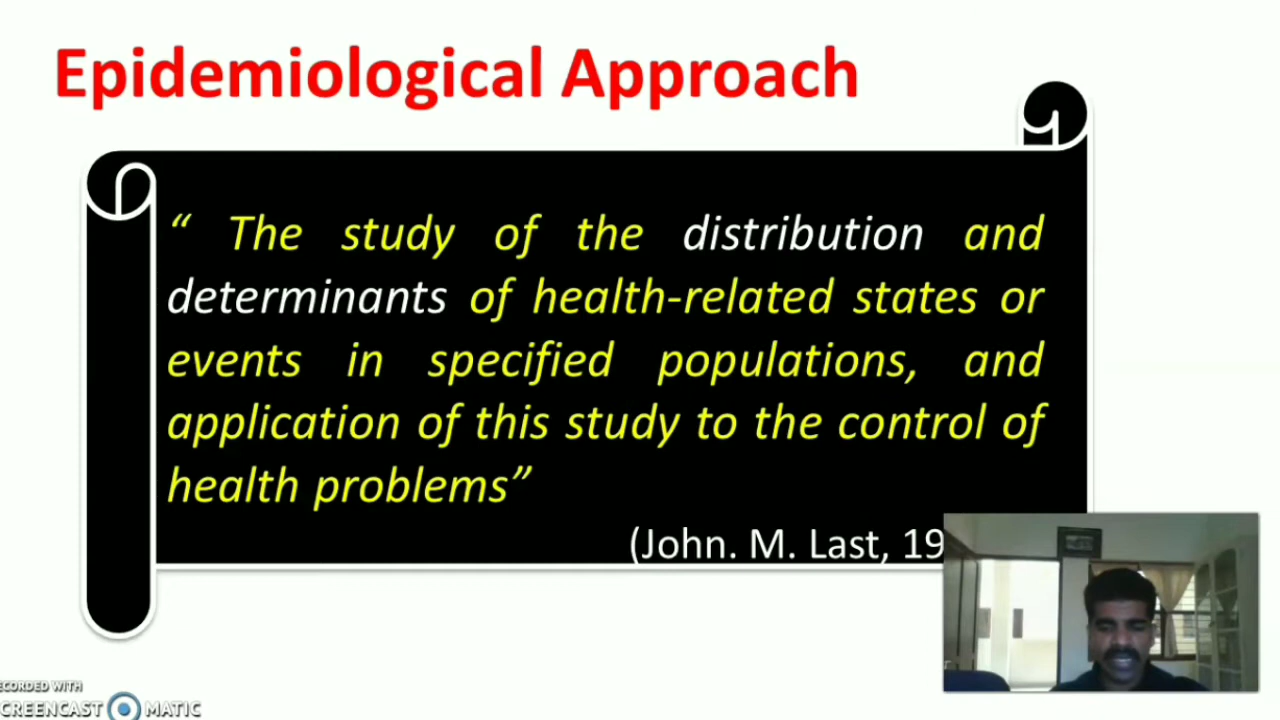 Epidemiological Approach
“ The study of the distribution and
determinants of health-related states or
events in specified populations, and
application of this study to the control of
health problems”
(John. M. Last, 19
ECORDED WITH
CREENCAST MATIC